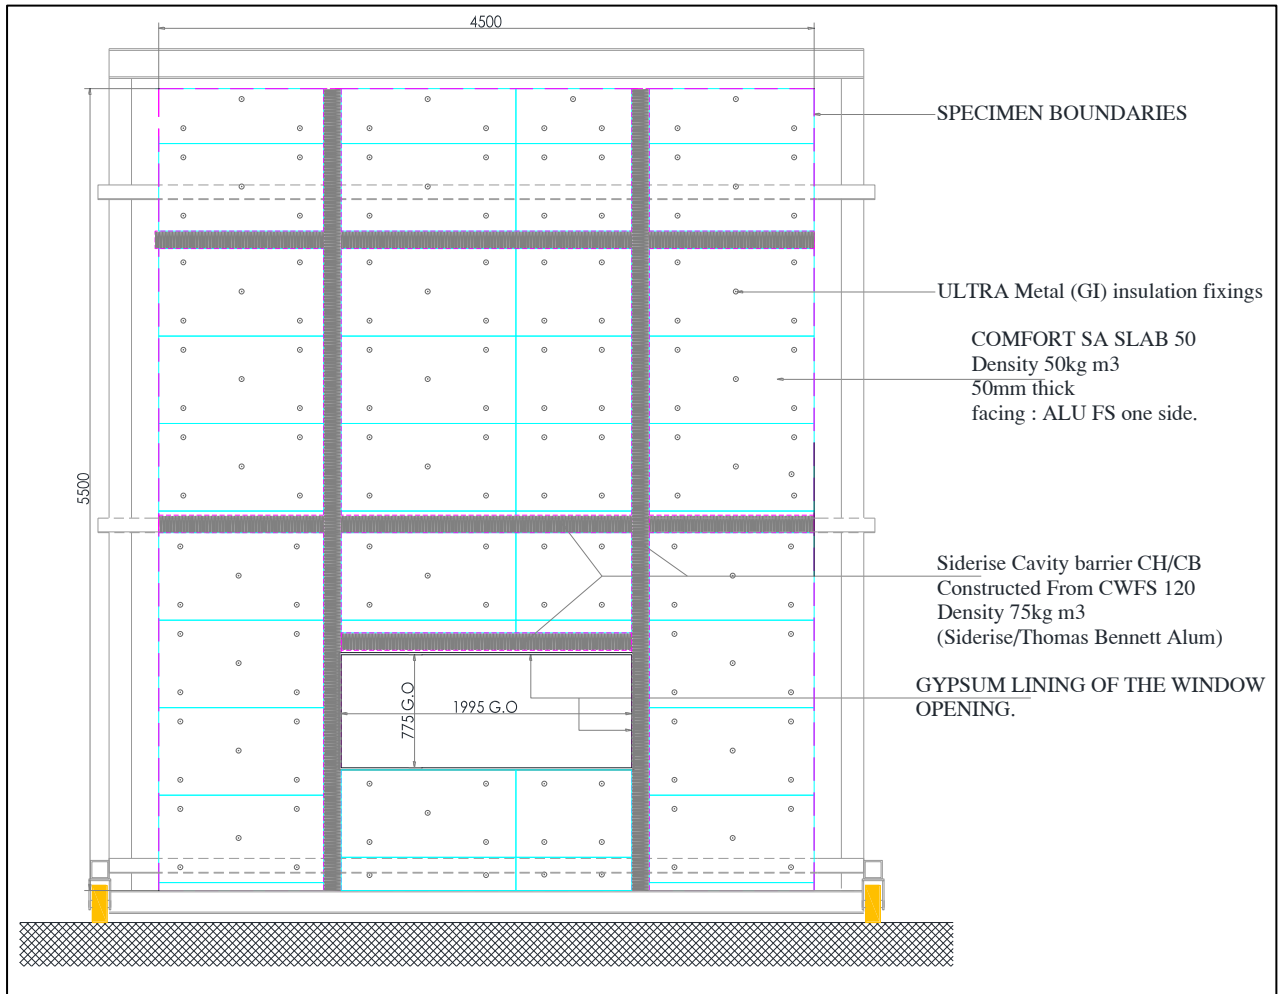 4500
SPECIMEN BOUNDARIES
ULTRA Metal (GI) insulation fixings
COMFORT SA SLAB 50
Density 50kg m3
50mm thick
facing : ALU FS one side.
5500
Siderise Cavity barrier CH/CB
Constructed From CWFS 120
Density 75kg m3
(Siderise/Thomas Bennett Alum)
GYPSUM LINING OF THE WINDOW
OPENING.
775 G.O
1995 G.O